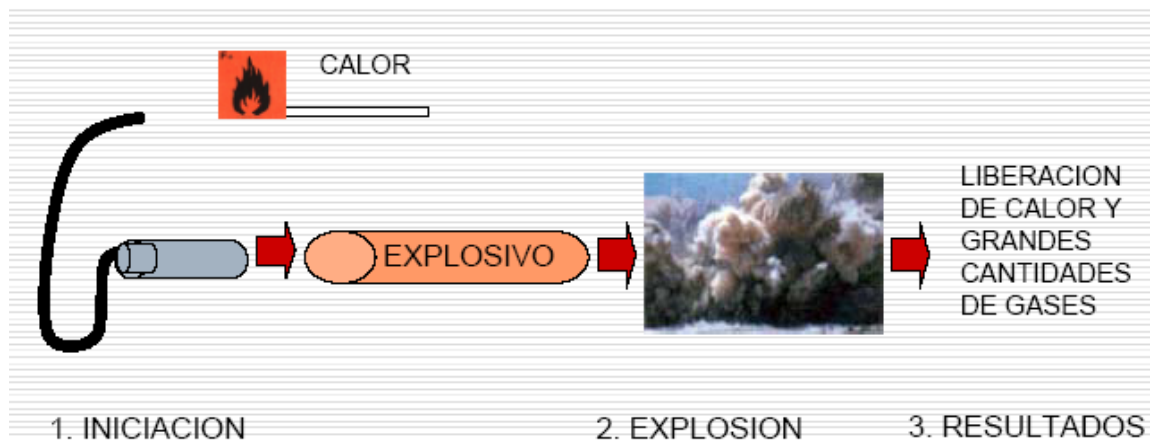 CALOR
EXPLOSIVO
LIBERACION
DE CALOR Y
GRANDES
CANTIDADES
DE GASES
1. INICIACION
2. EXPLOSION
3. RESULTADOS